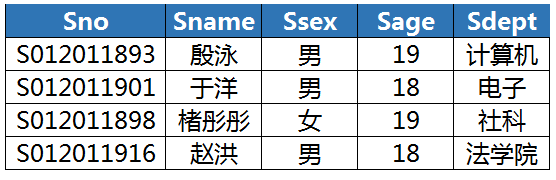 Sno Sname Ssex Sage Sdept
S012011893 殷泳 男 19 计算机
S012011901 于洋 男 18 电子
S012011898 楮彤彤 女 19 社科
S012011916 赵洪 男 18 法学院